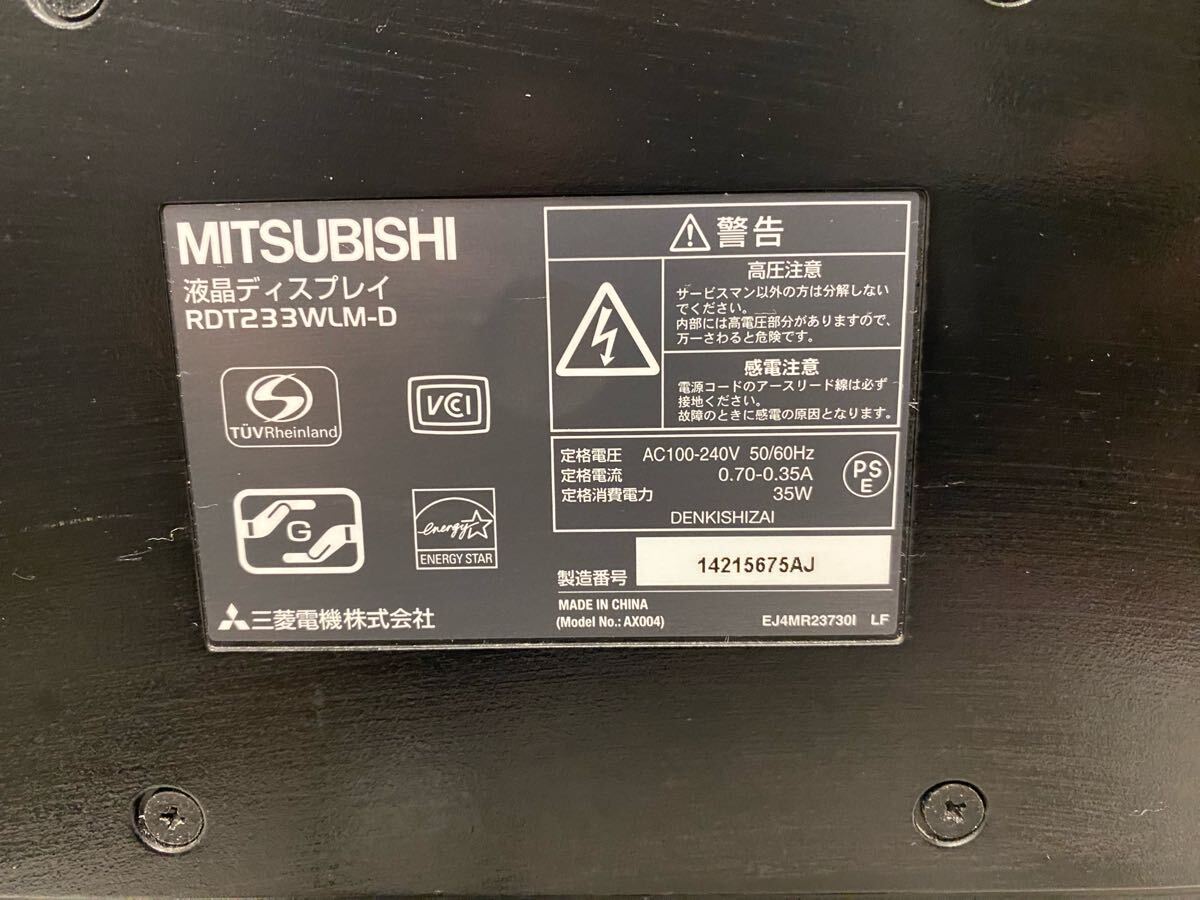 MITSUBISHI
液晶ディスプレイ
RDT233WLM-D
TÜVRheinland
VCCI
G
energy
ENERGY STAR
三菱電機株式会社
警告
高圧注意
サービスマン以外の方は分解しない
でください。
内部には高電圧部分がありますので、
万一さわると危険です。
感電注意
電源コードのアースリード線は必ず
接地ください。
故障のときに感電の原因となります。
定格電圧 AC100-240V 50/60Hz
定格電流 0.70-0.35A
定格消費電力 35W
PS
E
DENKISHIZAI
製造番号 14215675AJ
MADE IN CHINA
(Model No.: AX004) EJ4MR23730I LF